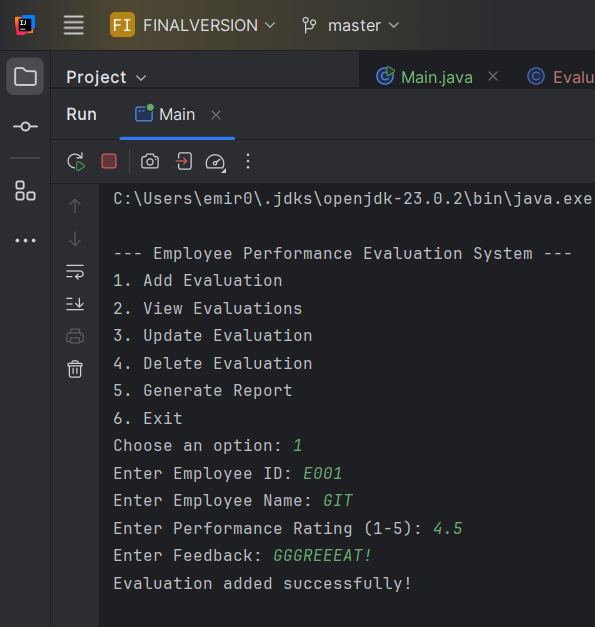 FI FINALVERSION master
Project Main.java Evalu
Run Main
C:\Users\emir0\.jdks\openjdk-23.0.2\bin\java.exe
--- Employee Performance Evaluation System ---
1. Add Evaluation
2. View Evaluations
3. Update Evaluation
4. Delete Evaluation
5. Generate Report
6. Exit
Choose an option: 1
Enter Employee ID: E001
Enter Employee Name: GIT
Enter Performance Rating (1-5): 4.5
Enter Feedback: GGGREEEAT!
Evaluation added successfully!